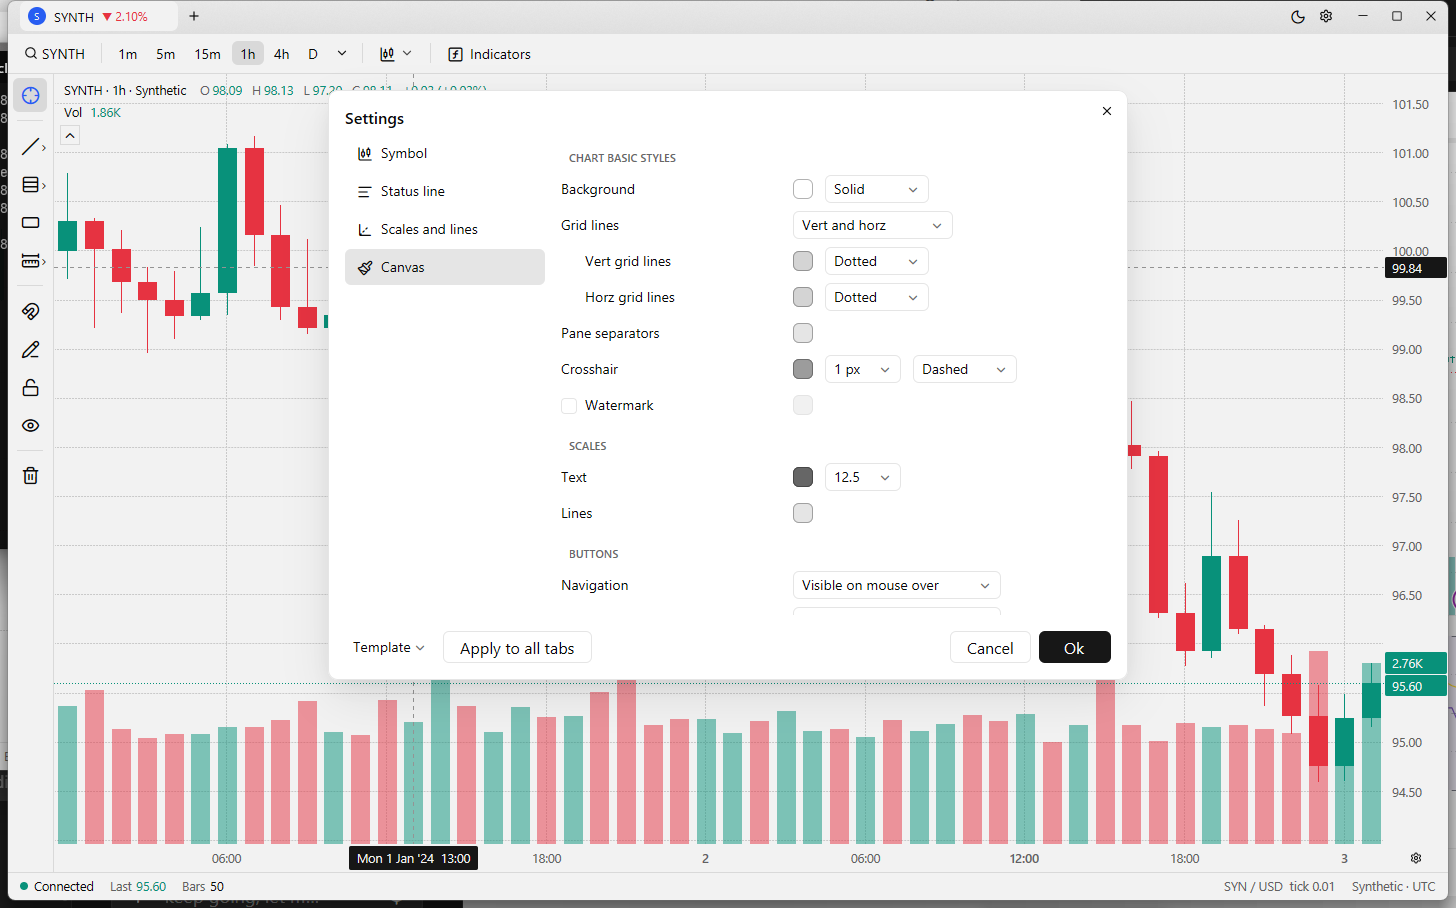 SYNTH ▼ 2.10% +
SYNTH 1m 5m 15m 1h 4h D Indicators
SYNTH · 1h · Synthetic O 98.09 H 98.13
Vol 1.86K
Settings
Symbol
Status line
Scales and lines
Canvas
CHART BASIC STYLES
Background Solid
Grid lines Vert and horz
Vert grid lines Dotted
Horz grid lines Dotted
Pane separators
Crosshair 1 px Dashed
Watermark
SCALES
Text 12.5
Lines
BUTTONS
Navigation Visible on mouse over
Template Apply to all tabs Cancel Ok
101.50
101.00
100.50
100.00
99.84
99.50
99.00
98.50
98.00
97.50
97.00
96.50
2.76K
95.60
95.00
94.50
06:00 Mon 1 Jan '24 13:00 18:00 2 06:00 12:00 18:00 3
Connected Last 95.60 Bars 50 SYN / USD tick 0.01 Synthetic · UTC